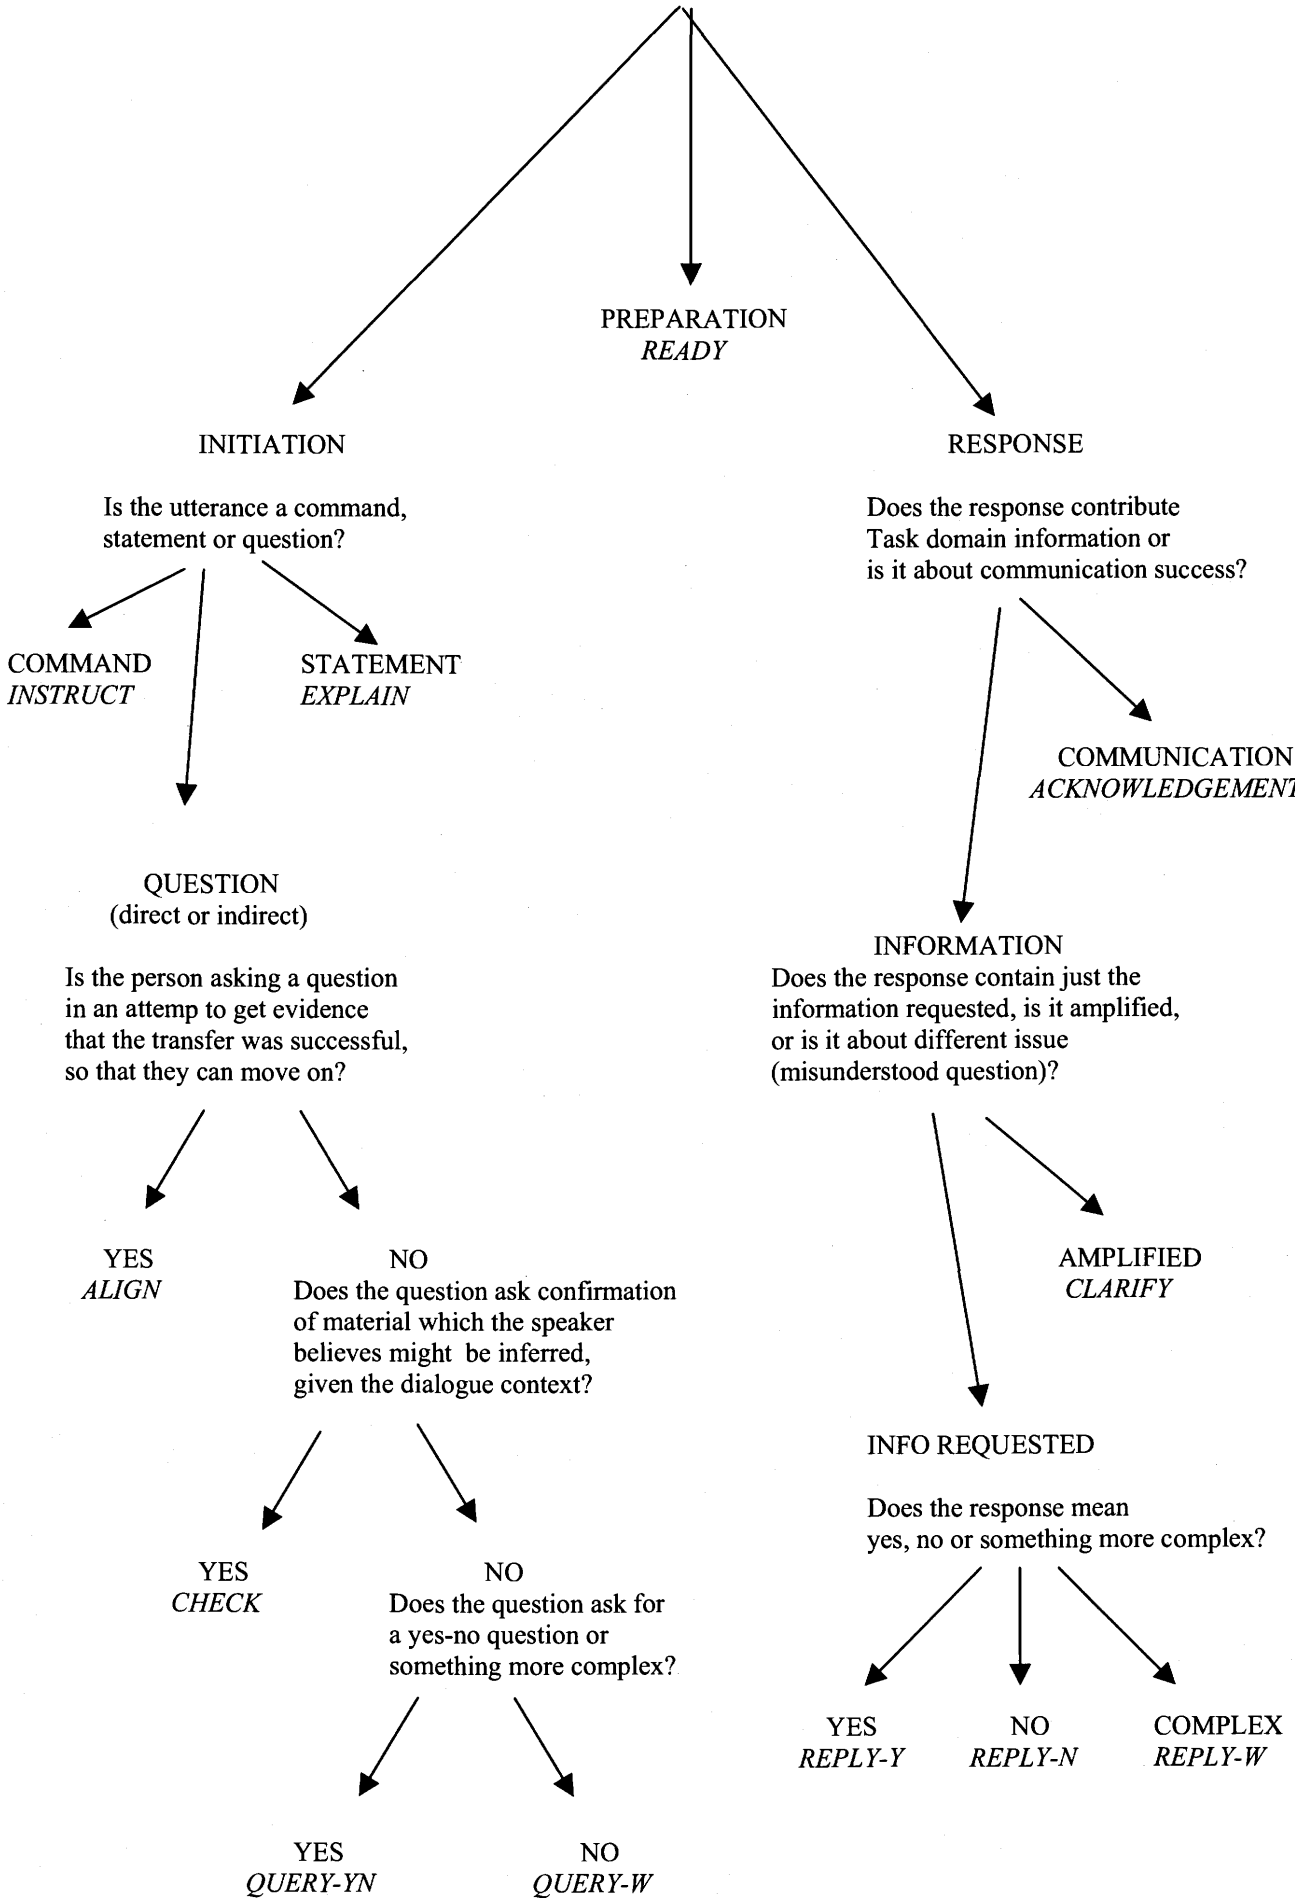 PREPARATION
READY
INITIATION
Is the utterance a command,
statement or question?
COMMAND
INSTRUCT
STATEMENT
EXPLAIN
QUESTION
(direct or indirect)
Is the person asking a question
in an attemp to get evidence
that the transfer was successful,
so that they can move on?
YES
ALIGN
NO
Does the question ask confirmation
of material which the speaker
believes might be inferred,
given the dialogue context?
YES
CHECK
NO
Does the question ask for
a yes-no question or
something more complex?
YES
QUERY-YN
NO
QUERY-W
RESPONSE
Does the response contribute
Task domain information or
is it about communication success?
COMMUNICATION
ACKNOWLEDGEMENT
INFORMATION
Does the response contain just the
information requested, is it amplified,
or is it about different issue
(misunderstood question)?
AMPLIFIED
CLARIFY
INFO REQUESTED
Does the response mean
yes, no or something more complex?
YES
REPLY-Y
NO
REPLY-N
COMPLEX
REPLY-W